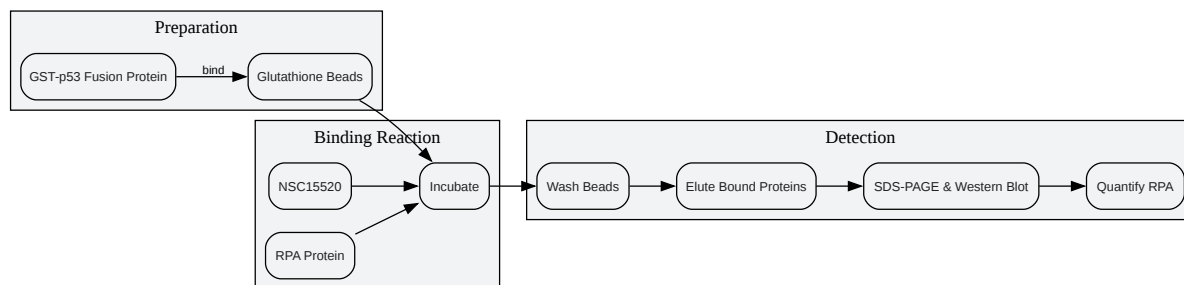 Preparation
GST-p53 Fusion Protein
bind
Glutathione Beads
Binding Reaction
NSC15520
Incubate
RPA Protein
Detection
Wash Beads
Elute Bound Proteins
SDS-PAGE & Western Blot
Quantify RPA